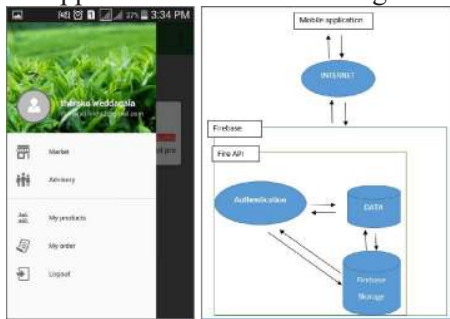 27% 3:34 PM
Market
Advisory
My products
My order
Logout
Mobile application
INTERNET
Firebase
Fire API
Authentication
DATA
Firebase
Storage